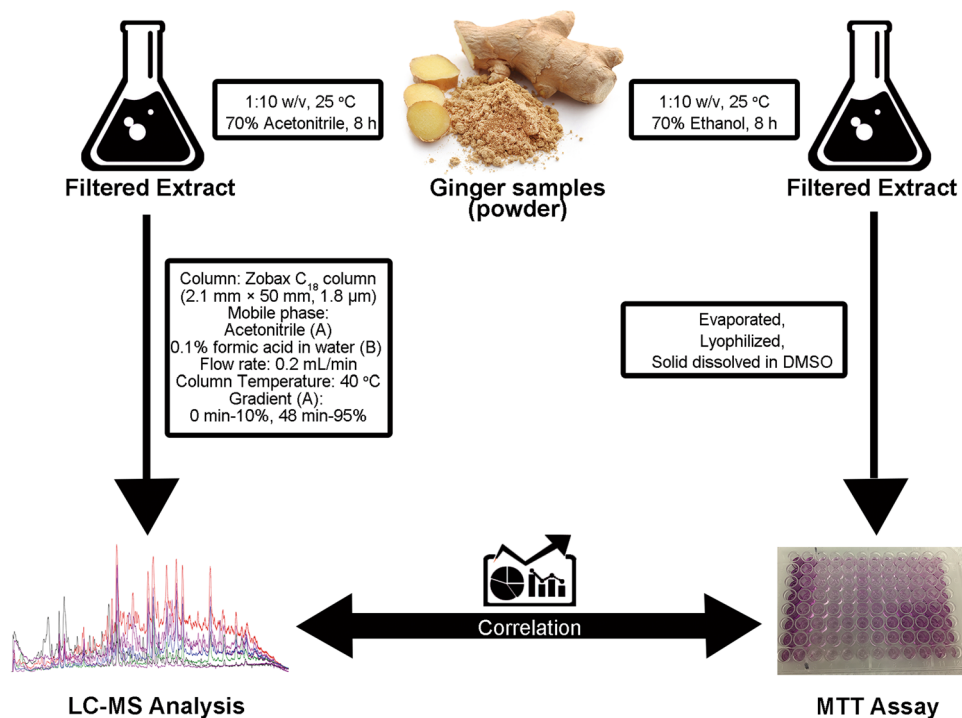 1:10 w/v, 25 °C
70% Acetonitrile, 8 h
1:10 w/v, 25 °C
70% Ethanol, 8 h
Filtered Extract
Ginger samples
(powder)
Filtered Extract
Column: Zobax C₁₈ column
(2.1 mm × 50 mm, 1.8 µm)
Mobile phase:
Acetonitrile (A)
0.1% formic acid in water (B)
Flow rate: 0.2 mL/min
Column Temperature: 40 °C
Gradient (A):
0 min-10%, 48 min-95%
Evaporated,
Lyophilized,
Solid dissolved in DMSO
Correlation
LC-MS Analysis
MTT Assay